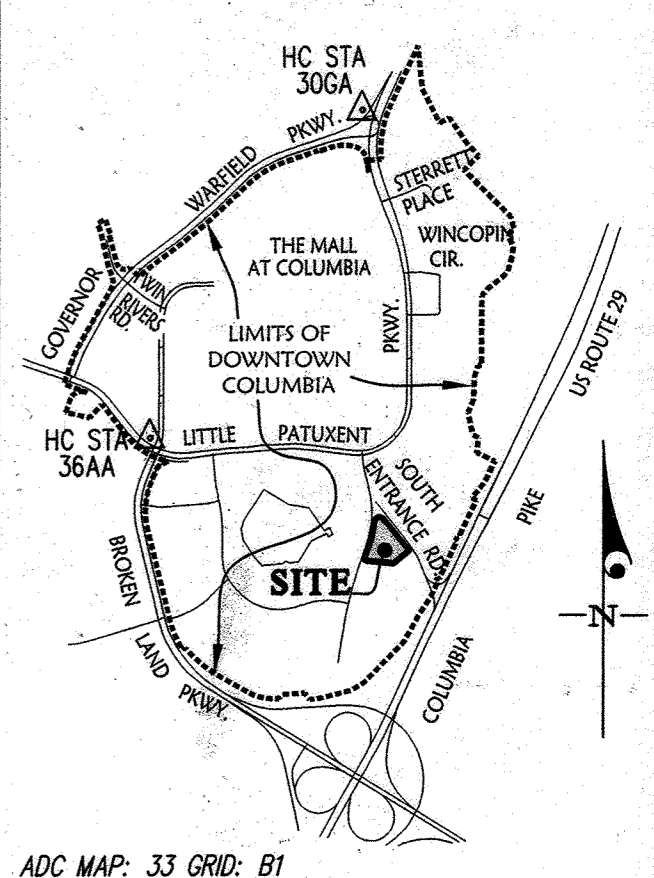 HC STA
30GA
WARFIELD
PKWY.
STERRETT
PLACE
WINCOPIN
CIR.
THE MALL
AT COLUMBIA
GOVERNOR
TWIN
RIVERS
RD.
PKWY.
LIMITS OF
DOWNTOWN
COLUMBIA
US ROUTE 29
HC STA
36AA
LITTLE
PATUXENT
SOUTH
ENTRANCE RD.
PIKE
BROKEN
LAND
PKWY.
SITE
COLUMBIA
N
ADC MAP: 33 GRID: B1